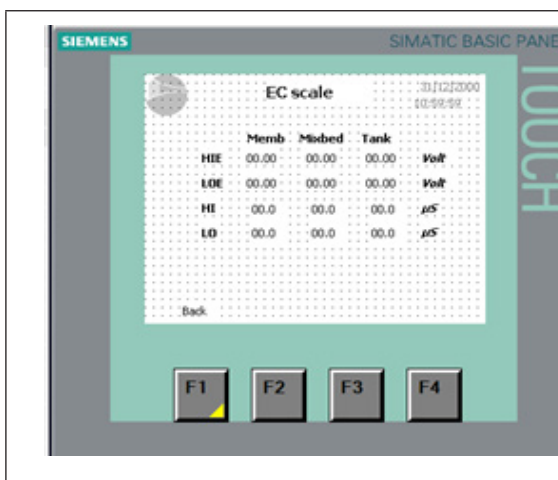 SIEMENS
SIMATIC BASIC PANE
TOUCH
EC scale
31/12/2000
10:59:59
Memb Mixbed Tank
HIE 00.00 00.00 00.00 Volt
LOE 00.00 00.00 00.00 Volt
HI 00.0 00.0 00.0 µS
LO 00.0 00.0 00.0 µS
Back
F1 F2 F3 F4